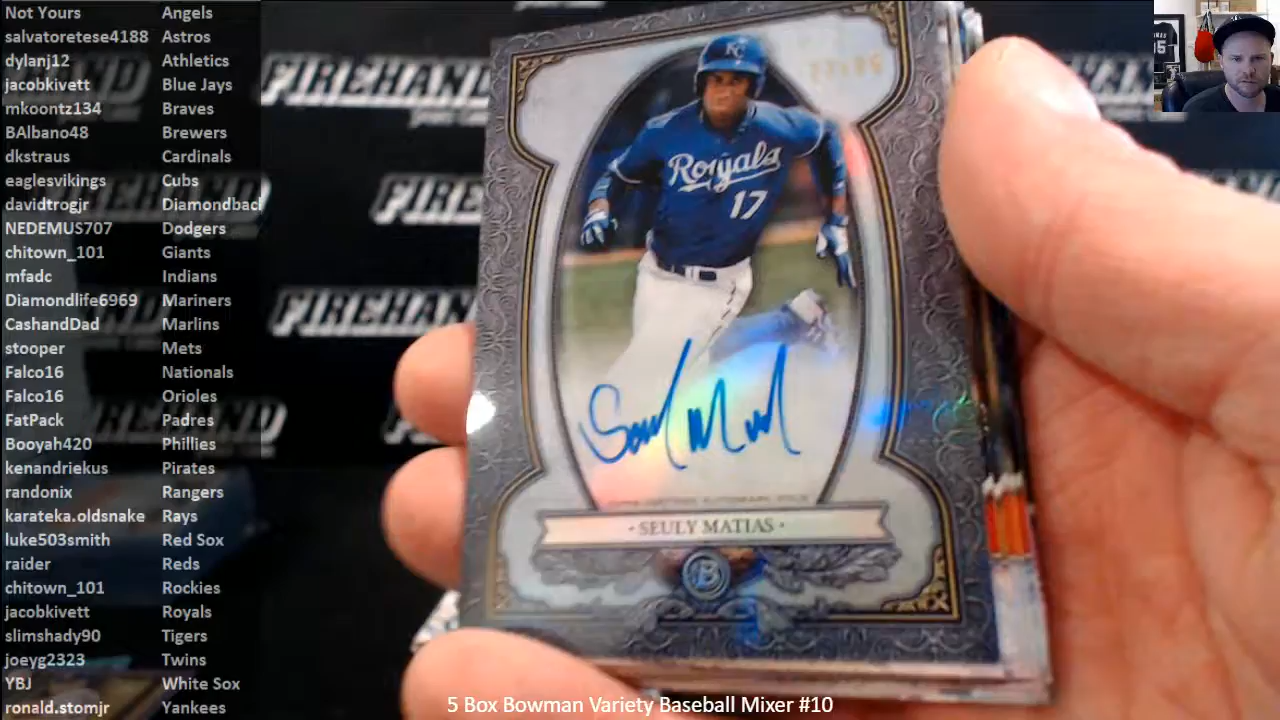 Not Yours Angels
salvatoretese4188 Astros
dylanj12 Athletics
jacobkivett Blue Jays
mkoontz134 Braves
BAlbano48 Brewers
dkstraus Cardinals
eaglesvikings Cubs
davidtrogjr Diamondback
NEDEMUS707 Dodgers
chitown_101 Giants
mfadc Indians
Diamondlife6969 Mariners
CashandDad Marlins
stooper Mets
Falco16 Nationals
Falco16 Orioles
FatPack Padres
Booyah420 Phillies
kenandriekus Pirates
randonix Rangers
karateka.oldsnake Rays
luke503smith Red Sox
raider Reds
chitown_101 Rockies
jacobkivett Royals
slimshady90 Tigers
joeyg2323 Twins
YBJ White Sox
ronald.stomjr Yankees
FIREHAND
FIREHAND
KC
Royals
17
· SEULY MATIAS ·
B
5 Box Bowman Variety Baseball Mixer #10